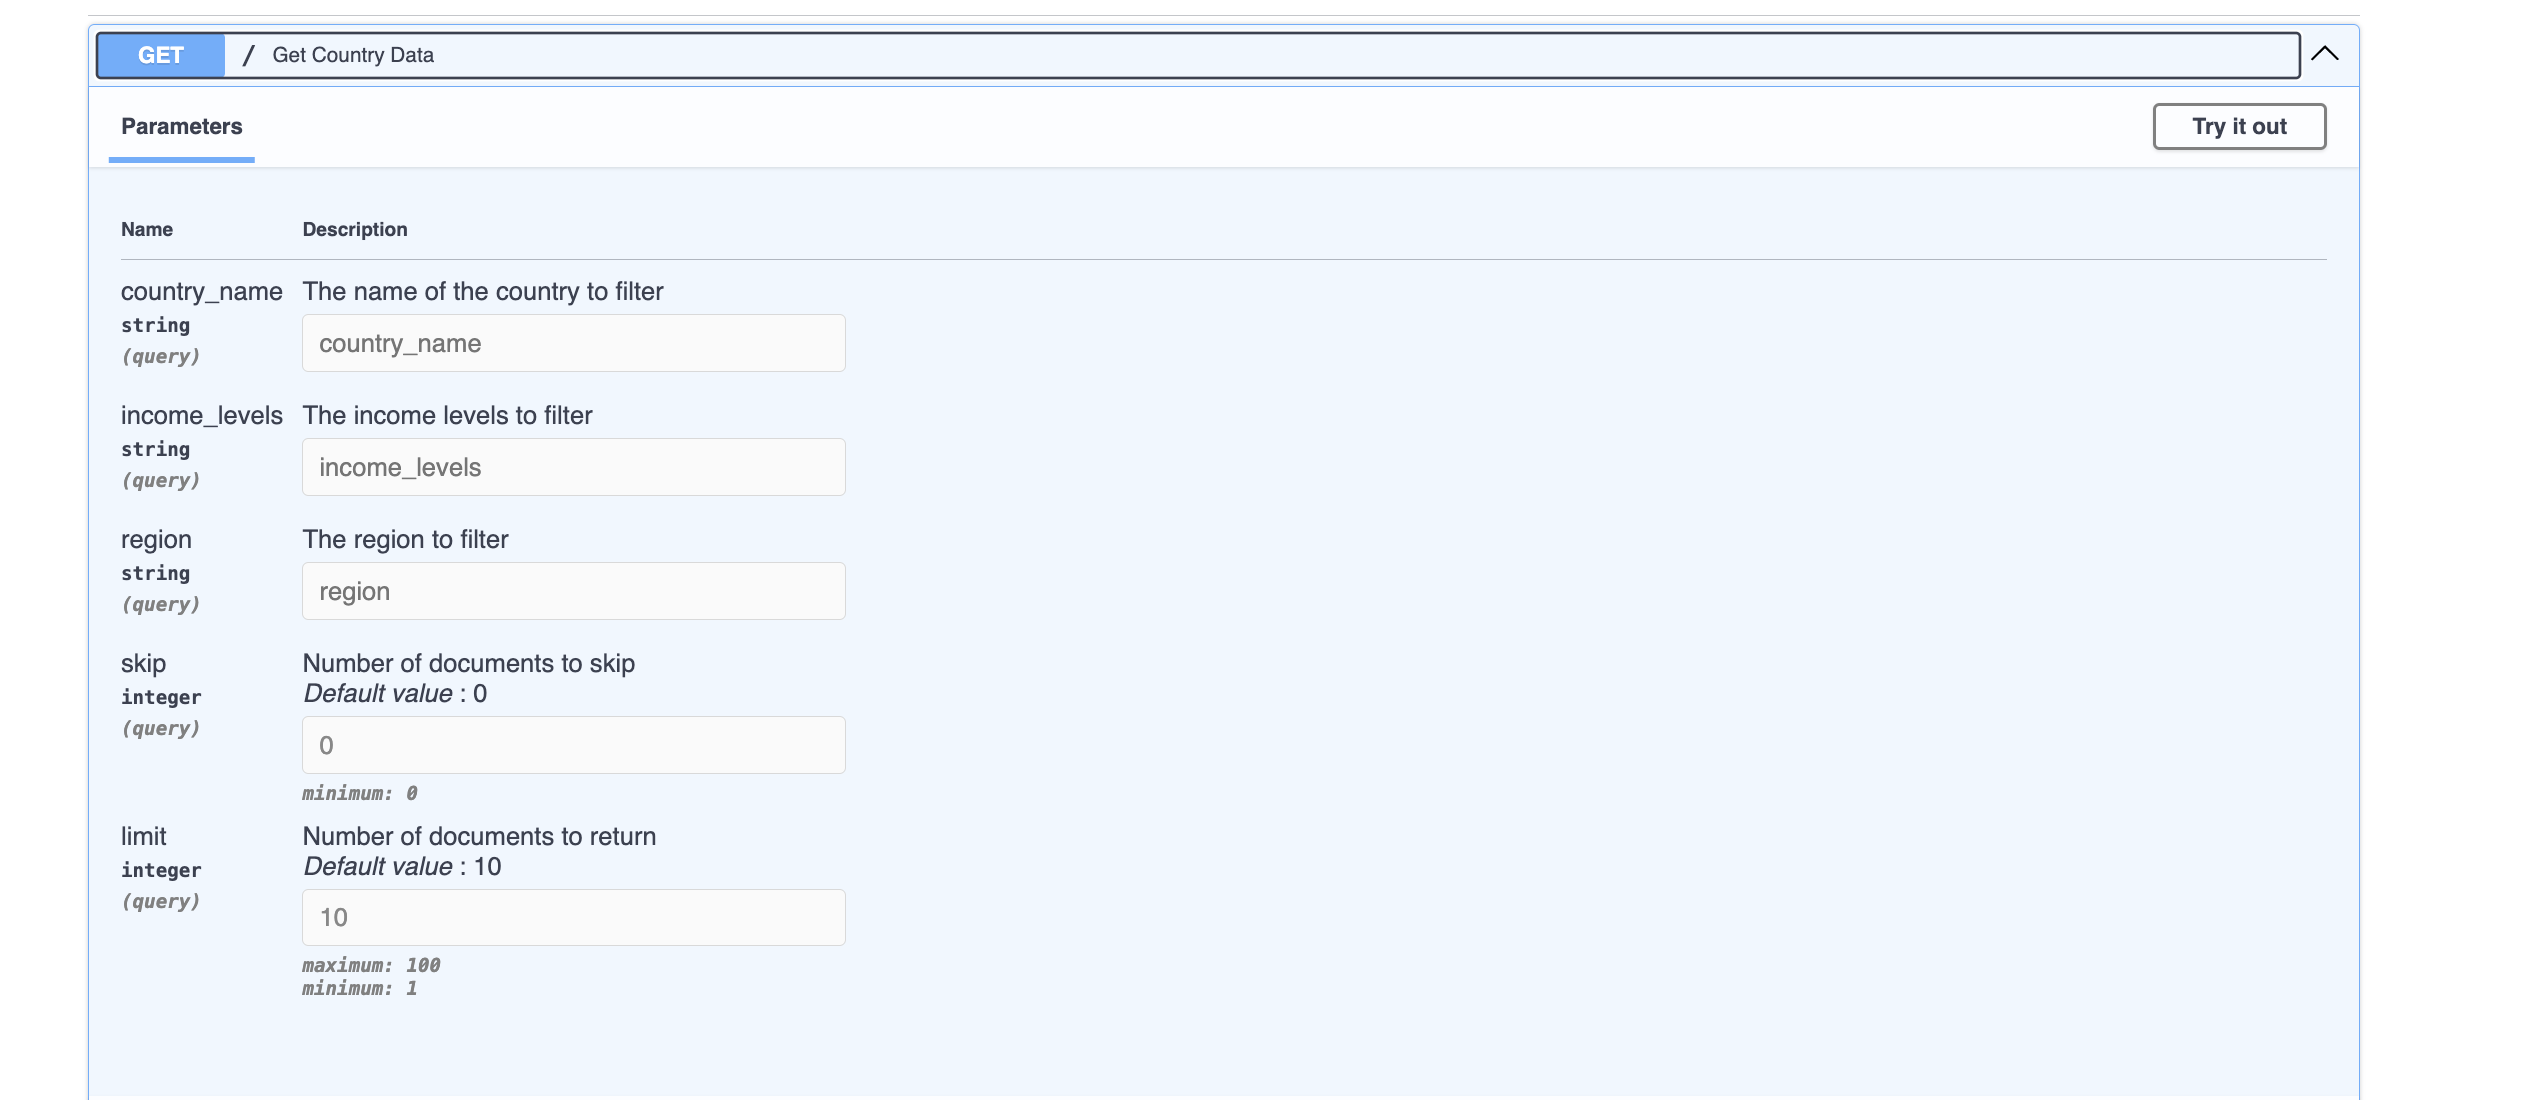 GET / Get Country Data
Parameters
Try it out
Name Description
country_name The name of the country to filter
string
(query)
country_name
income_levels The income levels to filter
string
(query)
income_levels
region The region to filter
string
(query)
region
skip Number of documents to skip
integer Default value : 0
(query)
0
minimum: 0
limit Number of documents to return
integer Default value : 10
(query)
10
maximum: 100
minimum: 1